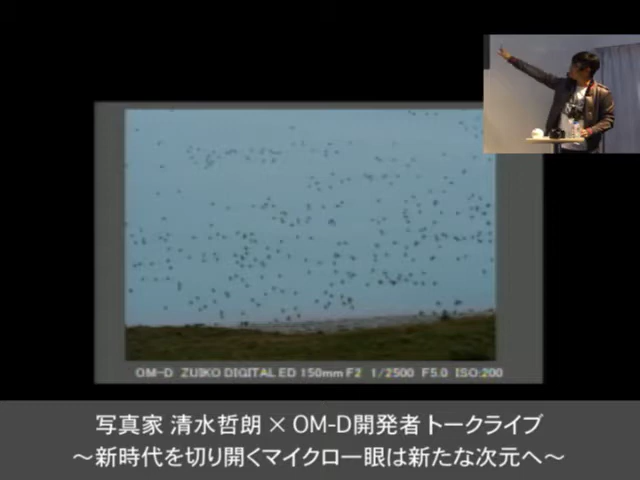 OM-D ZUIKO DIGITAL ED 150mm F2 1/2500 F5.0 ISO:200
写真家 清水哲朗 × OM-D開発者 トークライブ
～新時代を切り開くマイクロ一眼は新たな次元へ～